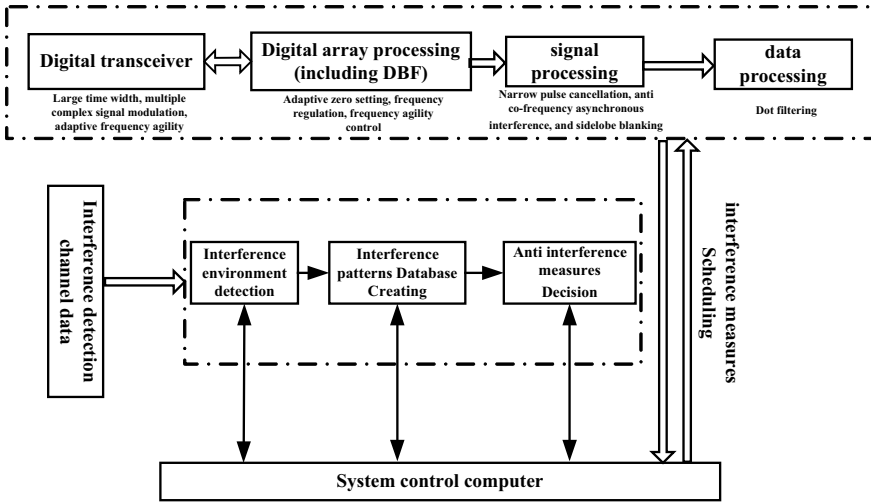 Digital transceiver
Large time width, multiple
complex signal modulation,
adaptive frequency agility
Digital array processing
(including DBF)
Adaptive zero setting, frequency
regulation, frequency agility
control
signal
processing
Narrow pulse cancellation, anti
co-frequency asynchronous
interference, and sidelobe blanking
data
processing
Dot filtering
Interference detection
channel data
Interference
environment
detection
Interference
patterns Database
Creating
Anti interference
measures
Decision
interference measures
Scheduling
System control computer